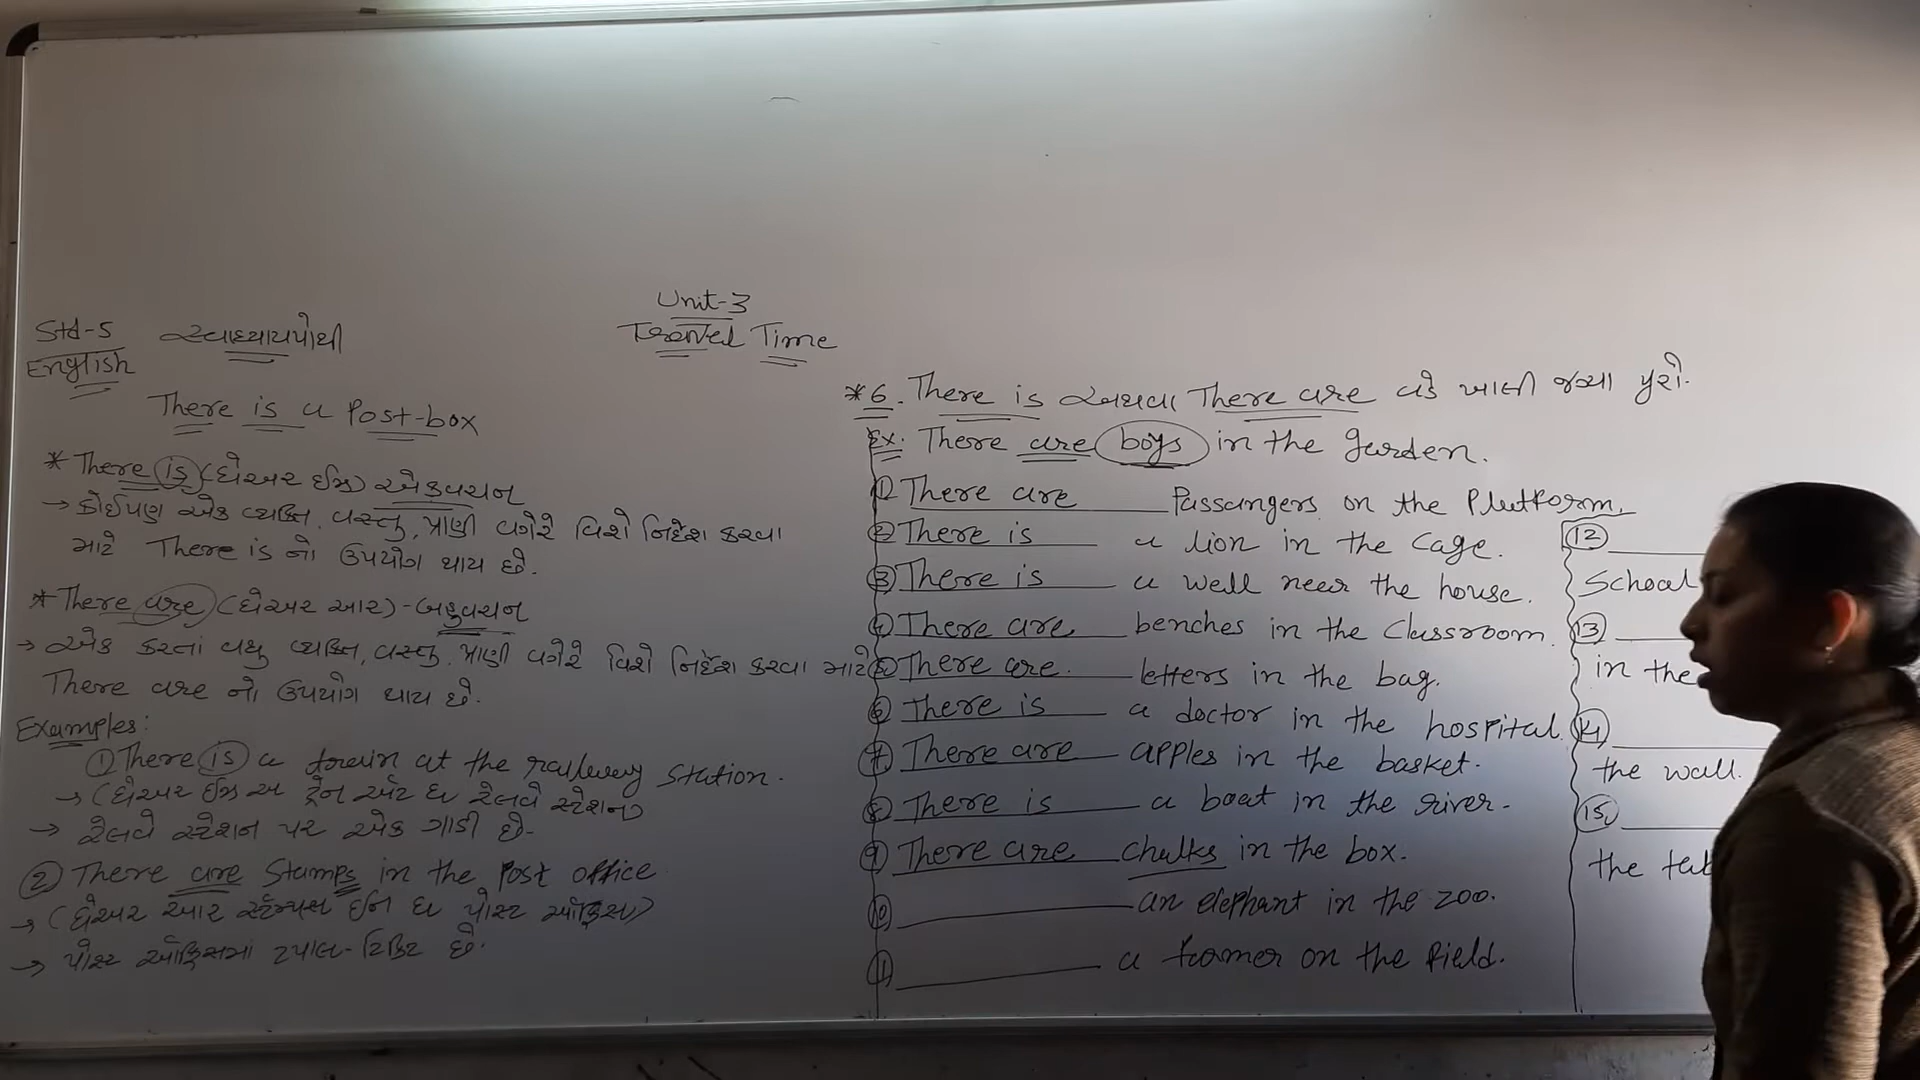 Unit-3
Travel Time
Std-5 સ્વાધ્યાયપોથી
English
There is a Post-box
* There is (ધેઅર ઈઝ) એકવચન
→ કોઈપણ એક વ્યક્તિ, વસ્તુ, પ્રાણી વગેરે વિશે નિર્દેશ કરવા
માટે There is નો ઉપયોગ થાય છે.
* There are (ધેઅર આર) - બહુવચન
→ એક કરતાં વધુ વ્યક્તિ, વસ્તુ, પ્રાણી વગેરે વિશે નિર્દેશ કરવા માટે
There are નો ઉપયોગ થાય છે.
Examples:
① There is a train at the railway Station.
→ (ધેઅર ઈઝ અ ટ્રેન એટ ધ રેલવે સ્ટેશન)
→ રેલવે સ્ટેશન પર એક ગાડી છે.
② There are Stamps in the Post office
→ (ધેઅર આર સ્ટેમ્પ્સ ઈન ધ પોસ્ટ ઓફિસ)
→ પોસ્ટ ઓફિસમાં ટપાલ-ટિકિટ છે.
*6. There is અથવા There are વડે ખાલી જગ્યા પૂરો.
Ex. There are boys in the garden.
① There are Passangers on the Platform.
② There is a lion in the Cage.
③ There is a well near the house.
④ There are benches in the Classroom.
⑤ There are letters in the bag.
⑥ There is a doctor in the hospital.
⑦ There are apples in the basket.
⑧ There is a boat in the river.
⑨ There are chalks in the box.
⑩ ________ an elephant in the zoo.
⑪ ________ a farmer on the field.
⑫ ________
School
⑬ ________
in the
⑭ ________
the wall.
⑮ ________
the